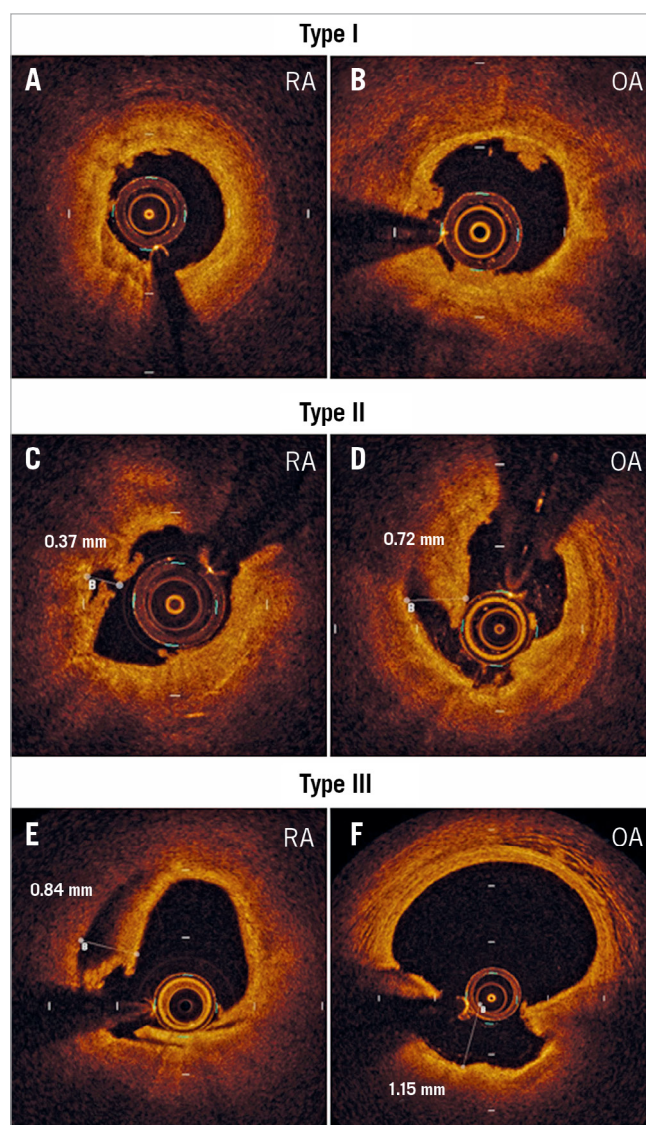 Type I
A RA
B OA
Type II
C RA
0.37 mm
B
D OA
0.72 mm
B
Type III
E RA
0.84 mm
B
F OA
B
1.15 mm